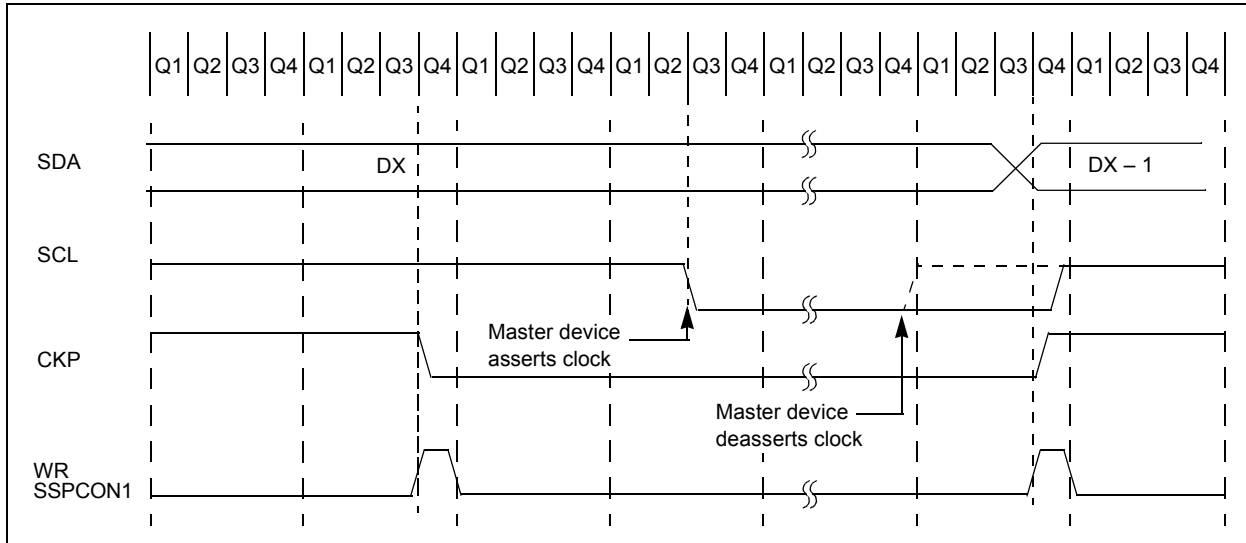 Q1 Q2 Q3 Q4 Q1 Q2 Q3 Q4 Q1 Q2 Q3 Q4 Q1 Q2 Q3 Q4 Q1 Q2 Q3 Q4 Q1 Q2 Q3 Q4 Q1 Q2 Q3 Q4
SDA
DX
DX – 1
SCL
Master device
asserts clock
CKP
Master device
deasserts clock
WR
SSPCON1